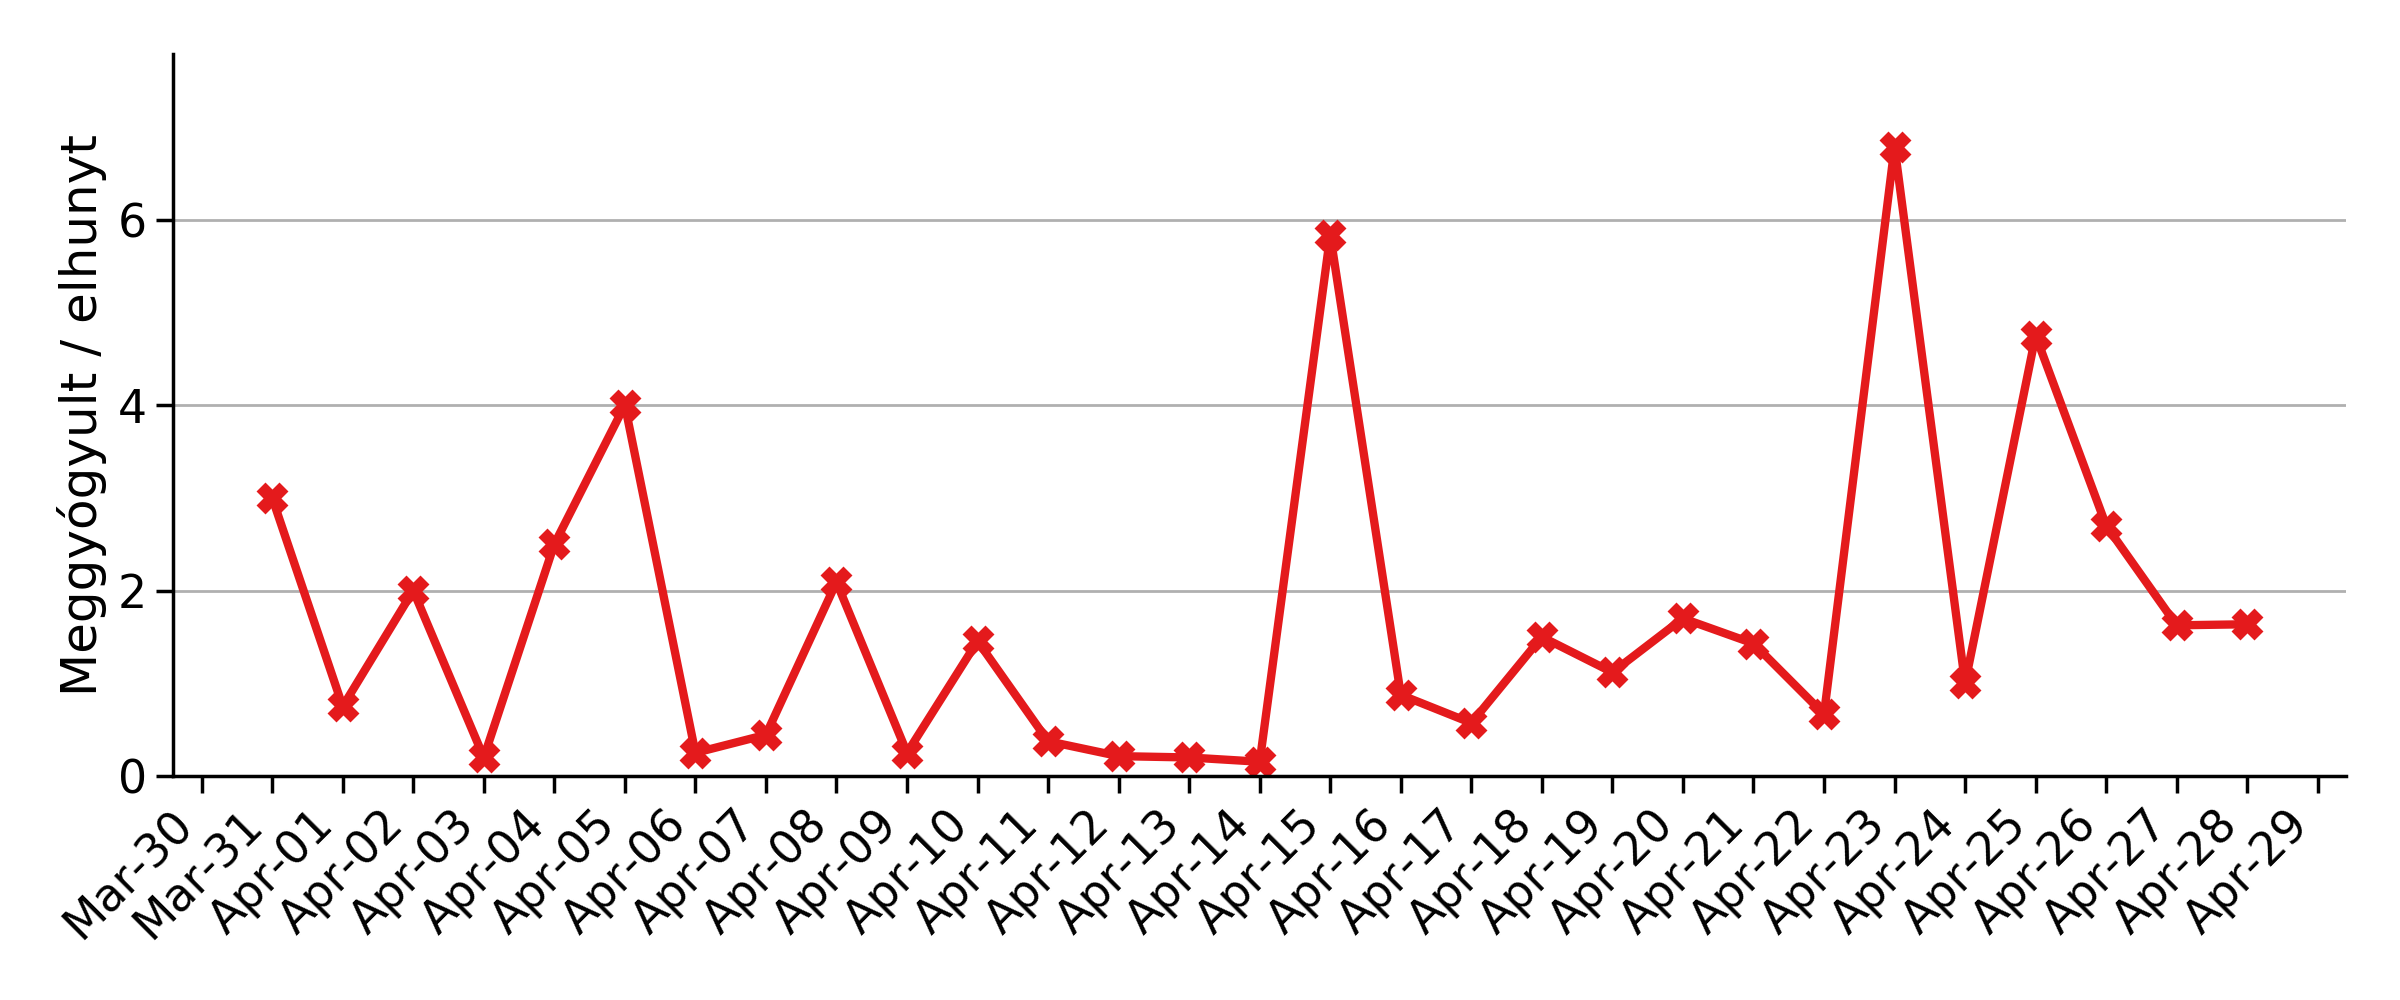 Meggyógyult / elhunyt
6
4
2
0
Mar-30
Mar-31
Apr-01
Apr-02
Apr-03
Apr-04
Apr-05
Apr-06
Apr-07
Apr-08
Apr-09
Apr-10
Apr-11
Apr-12
Apr-13
Apr-14
Apr-15
Apr-16
Apr-17
Apr-18
Apr-19
Apr-20
Apr-21
Apr-22
Apr-23
Apr-24
Apr-25
Apr-26
Apr-27
Apr-28
Apr-29